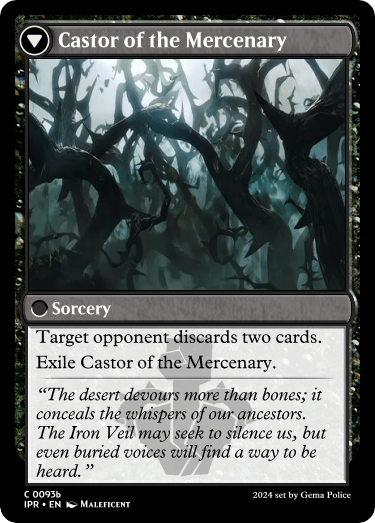 Castor of the Mercenary
Sorcery
Target opponent discards two cards.
Exile Castor of the Mercenary.
“The desert devours more than bones; it
conceals the whispers of our ancestors.
The Iron Veil may seek to silence us, but
even buried voices will find a way to be
heard.”
C 0093b
IPR • EN Maleficent
2024 set by Gema Police